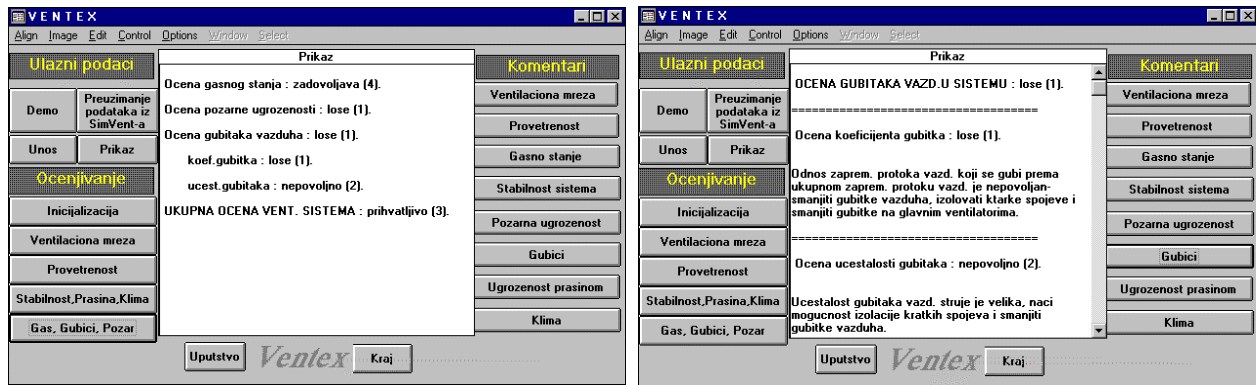 VENTEX
Align Image Edit Control Options Window Select
Ulazni podaci
Demo
Preuzimanje
podataka iz
SimVent-a
Unos
Prikaz
Ocenjivanje
Inicijalizacija
Ventilaciona mreza
Provetrenost
Stabilnost,Prasina,Klima
Gas, Gubici, Pozar
Prikaz
Ocena gasnog stanja : zadovoljava (4).
Ocena pozarne ugrozenosti : lose (1).
Ocena gubitaka vazduha : lose (1).
koef.gubitka : lose (1).
ucest.gubitaka : nepovoljno (2).
UKUPNA OCENA VENT. SISTEMA : prihvatljivo (3).
Komentari
Ventilaciona mreza
Provetrenost
Gasno stanje
Stabilnost sistema
Pozarna ugrozenost
Gubici
Ugrozenost prasinom
Klima
Uputstvo
Ventex
Kraj
VENTEX
Align Image Edit Control Options Window Select
Ulazni podaci
Demo
Preuzimanje
podataka iz
SimVent-a
Unos
Prikaz
Ocenjivanje
Inicijalizacija
Ventilaciona mreza
Provetrenost
Stabilnost,Prasina,Klima
Gas, Gubici, Pozar
Prikaz
OCENA GUBITAKA VAZD.U SISTEMU : lose (1).
====================================
Ocena koeficijenta gubitka : lose (1).
Odnos zaprem. protoka vazd. koji se gubi prema
ukupnom zaprem. protoku vazd. je nepovoljan-
smanjiti gubitke vazduha, izolovati ktarke spojeve i
smanjiti gubitke na glavnim ventilatorima.
====================================
Ocena ucestalosti gubitaka : nepovoljno (2).
Ucestalost gubitaka vazd. struje je velika, naci
mogucnost izolacije kratkih spojeva i smanjiti
gubitke vazduha.
Komentari
Ventilaciona mreza
Provetrenost
Gasno stanje
Stabilnost sistema
Pozarna ugrozenost
Gubici
Ugrozenost prasinom
Klima
Uputstvo
Ventex
Kraj